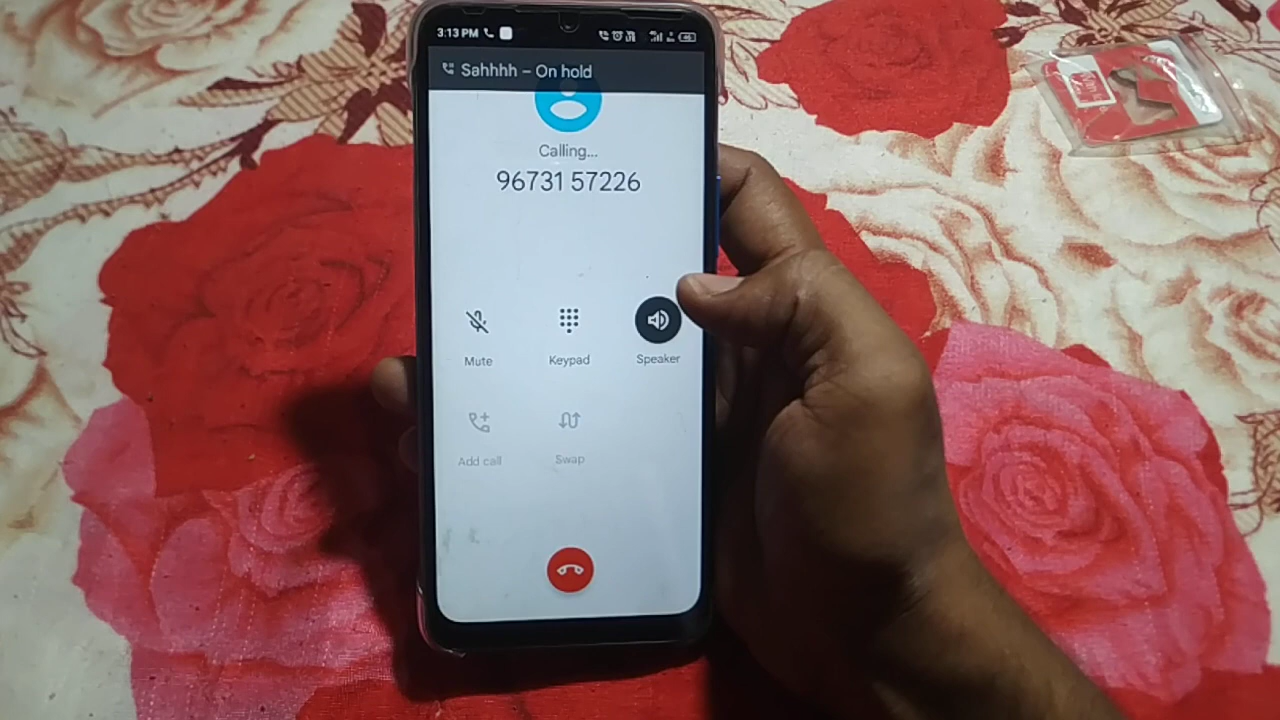 3:13 PM
Sahhhh – On hold
Calling...
96731 57226
Mute
Keypad
Speaker
Add call
Swap